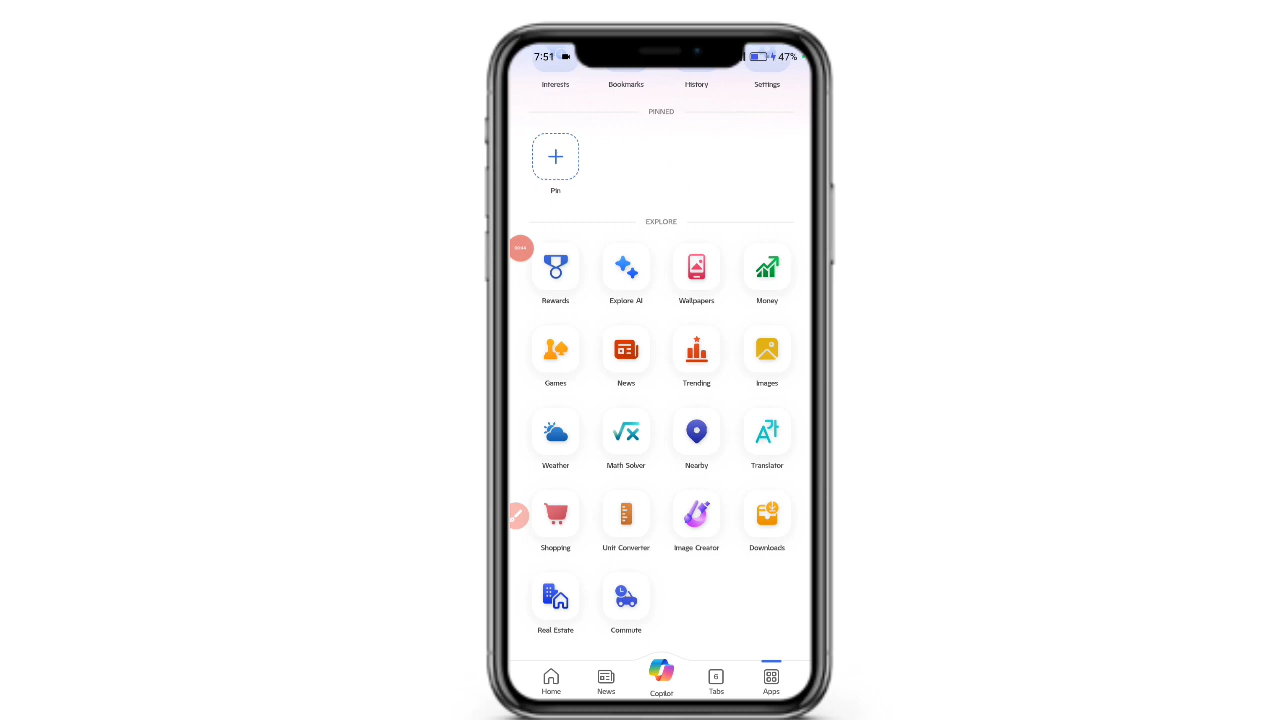 7:51 47%
Interests Bookmarks History Settings
PINNED
Pin
EXPLORE
Rewards Explore AI Wallpapers Money
Games News Trending Images
Weather Math Solver Nearby Translator
Shopping Unit Converter Image Creator Downloads
Real Estate Commute
6
Home News Copilot Tabs Apps